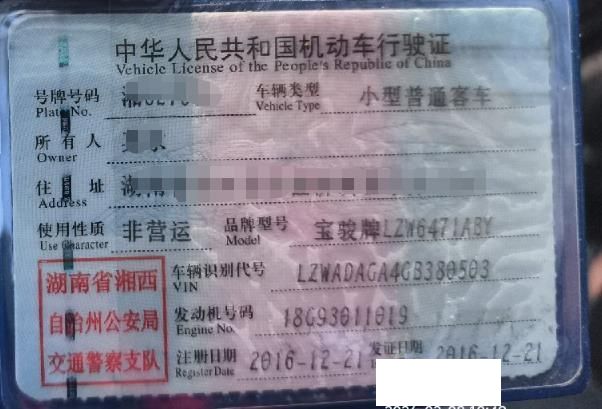 中华人民共和国机动车行驶证
Vehicle License of the People's Republic of China
号牌号码 湘 车辆类型 小型普通客车
Plate No. Vehicle Type
所有人
Owner
住址 湖南
Address
使用性质 非营运 品牌型号 宝骏牌LZW6471ABY
Use Character Model
湖南省湘西
自治州公安局
交通警察支队
车辆识别代号 LZWADAGA4GB380503
VIN
发动机号码 18G93011019
Engine No.
注册日期 2016-12-21 发证日期 2016-12-21
Register Date